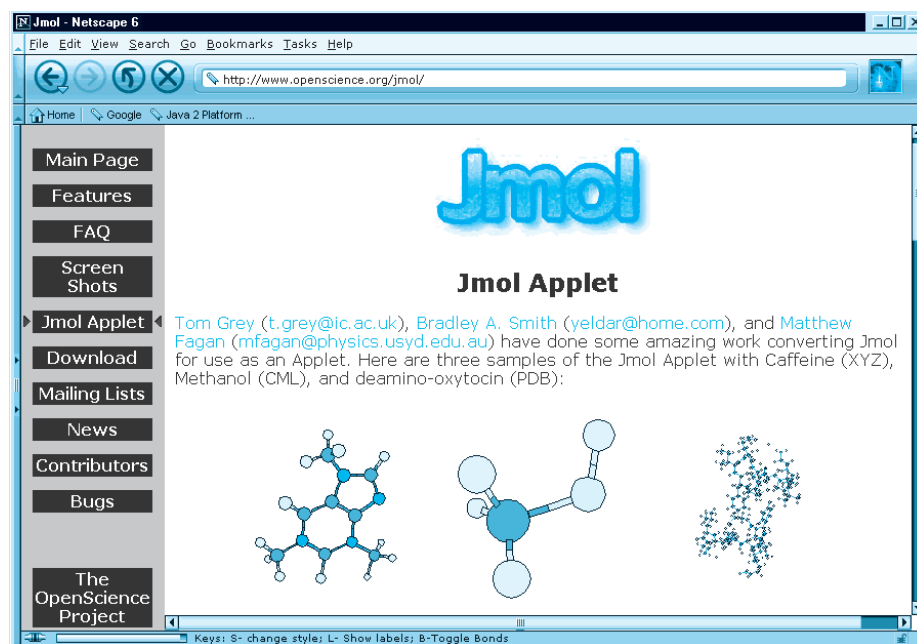 N Jmol - Netscape 6
File Edit View Search Go Bookmarks Tasks Help
http://www.openscience.org/jmol/
N
Home Google Java 2 Platform ...
Main Page
Features
FAQ
Screen
Shots
Jmol Applet
Download
Mailing Lists
News
Contributors
Bugs
The
OpenScience
Project
Jmol
Jmol Applet
Tom Grey (t.grey@ic.ac.uk), Bradley A. Smith (yeldar@home.com), and Matthew
Fagan (mfagan@physics.usyd.edu.au) have done some amazing work converting Jmol
for use as an Applet. Here are three samples of the Jmol Applet with Caffeine (XYZ),
Methanol (CML), and deamino-oxytocin (PDB):
Keys: S- change style; L- Show labels; B-Toggle Bonds